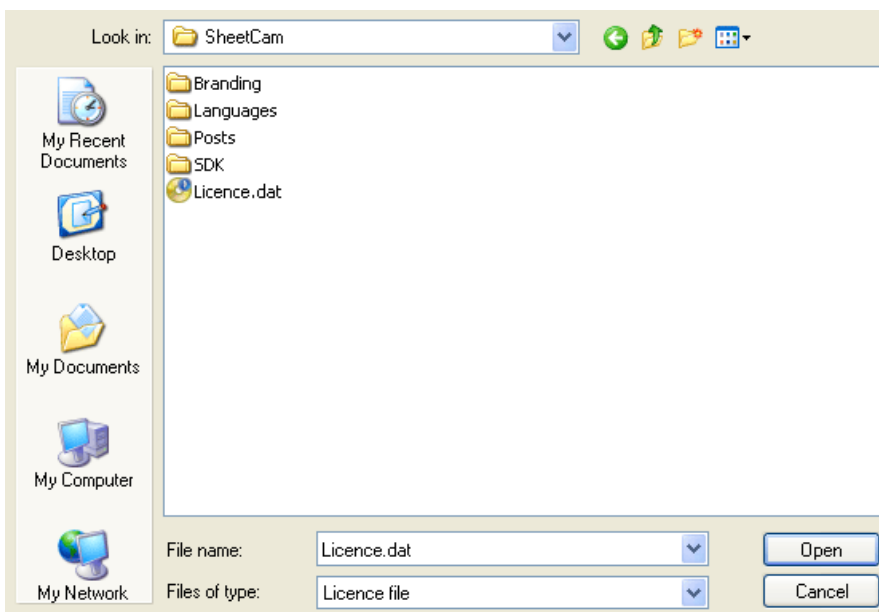 Look in: SheetCam
Branding
Languages
Posts
SDK
Licence.dat
My Recent
Documents
Desktop
My Documents
My Computer
My Network
File name: Licence.dat Open
Files of type: Licence file Cancel